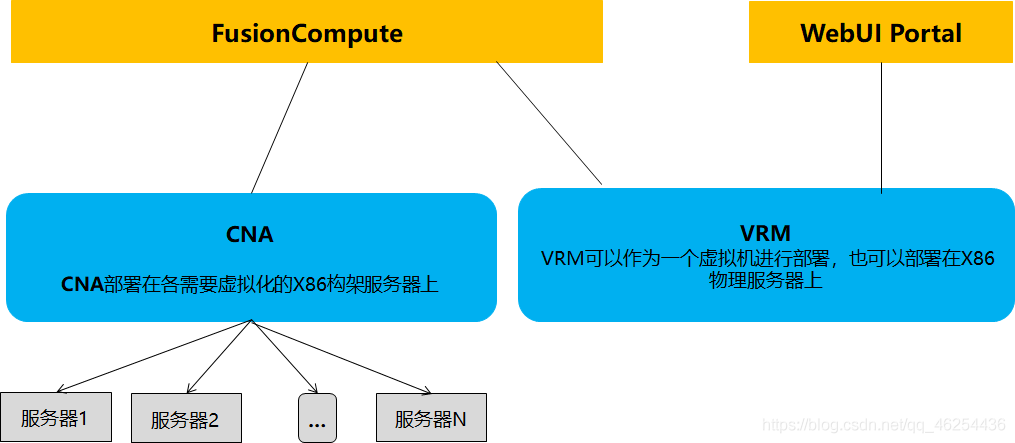 FusionCompute
WebUI Portal
CNA
CNA部署在各需要虚拟化的X86构架服务器上
VRM
VRM可以作为一个虚拟机进行部署，也可以部署在X86
物理服务器上
服务器1
服务器2
...
服务器N
https://blog.csdn.net/qq_46254436